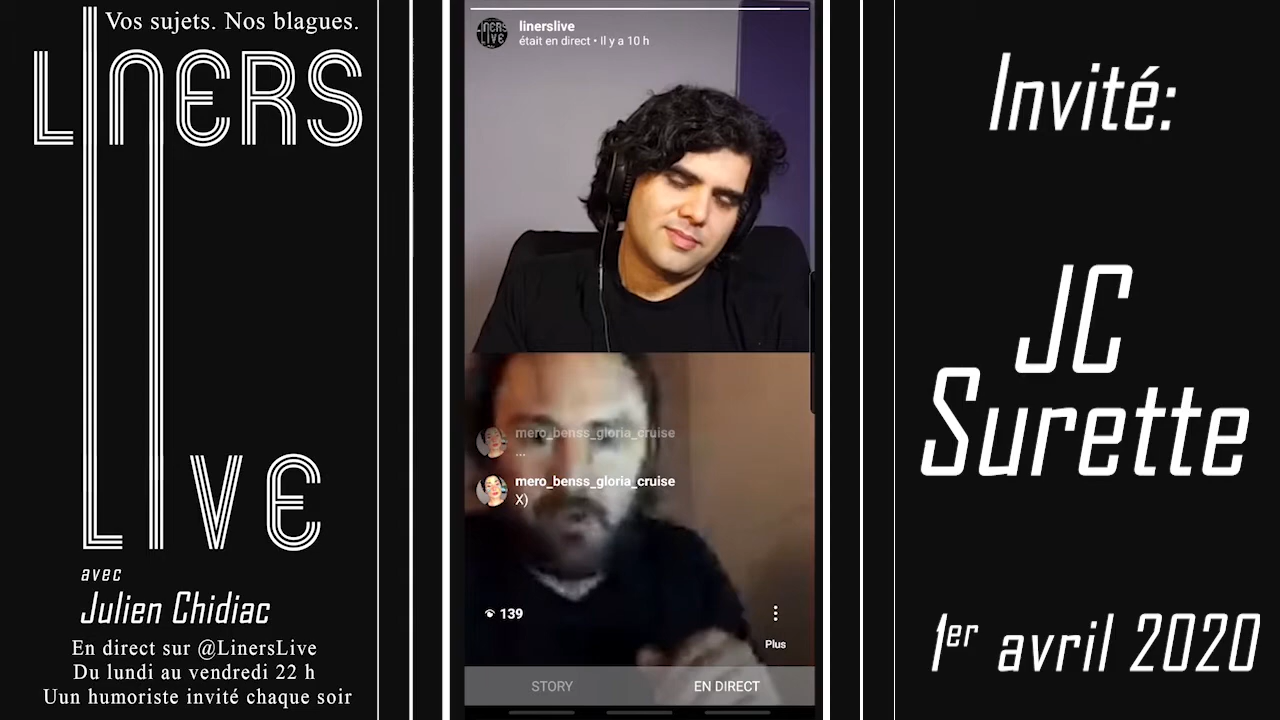 Vos sujets. Nos blagues.
LINERS
LIVE
avec
Julien Chidiac
En direct sur @LinersLive
Du lundi au vendredi 22 h
Uun humoriste invité chaque soir
LINERS
LIVE
linerslive
était en direct • Il y a 10 h
mero_benss_gloria_cruise
...
mero_benss_gloria_cruise
X)
139
Plus
STORY
EN DIRECT
Invité:
JC
Surette
1er avril 2020